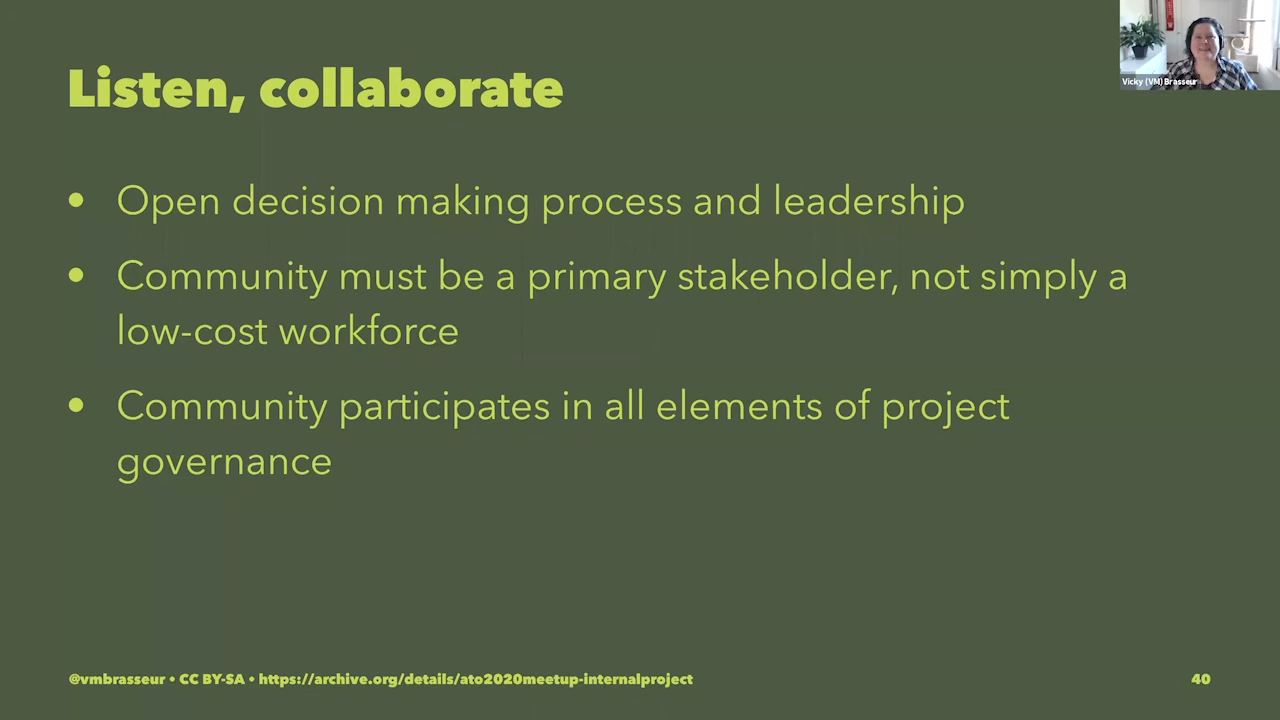 Vicky (VM) Brasseur
Listen, collaborate
• Open decision making process and leadership
• Community must be a primary stakeholder, not simply a
low-cost workforce
• Community participates in all elements of project
governance
@vmbrasseur • CC BY-SA • https://archive.org/details/ato2020meetup-internalproject
40